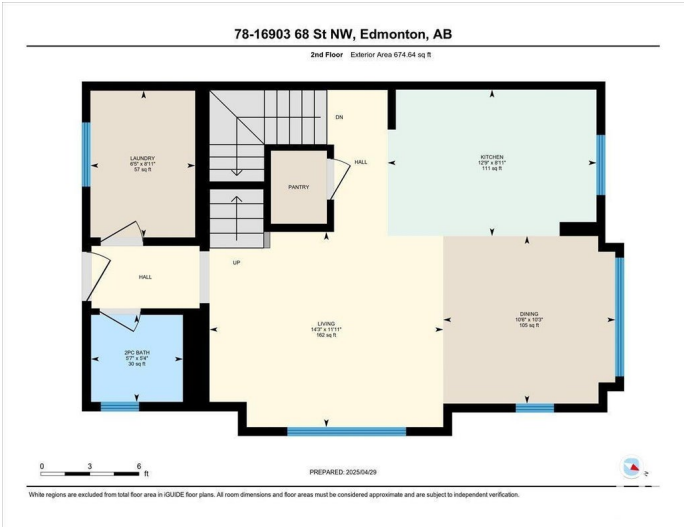 78-16903 68 St NW, Edmonton, AB
2nd Floor Exterior Area 674.64 sq ft
DN
LAUNDRY
6'5" x 8'11"
57 sq ft
HALL
KITCHEN
12'9" x 8'11"
111 sq ft
PANTRY
UP
HALL
LIVING
14'3" x 11'11"
162 sq ft
DINING
10'6" x 10'3"
105 sq ft
2PC BATH
5'7" x 5'4"
30 sq ft
0 3 6
ft
PREPARED: 2025/04/29
N
White regions are excluded from total floor area in iGUIDE floor plans. All room dimensions and floor areas must be considered approximate and are subject to independent verification.